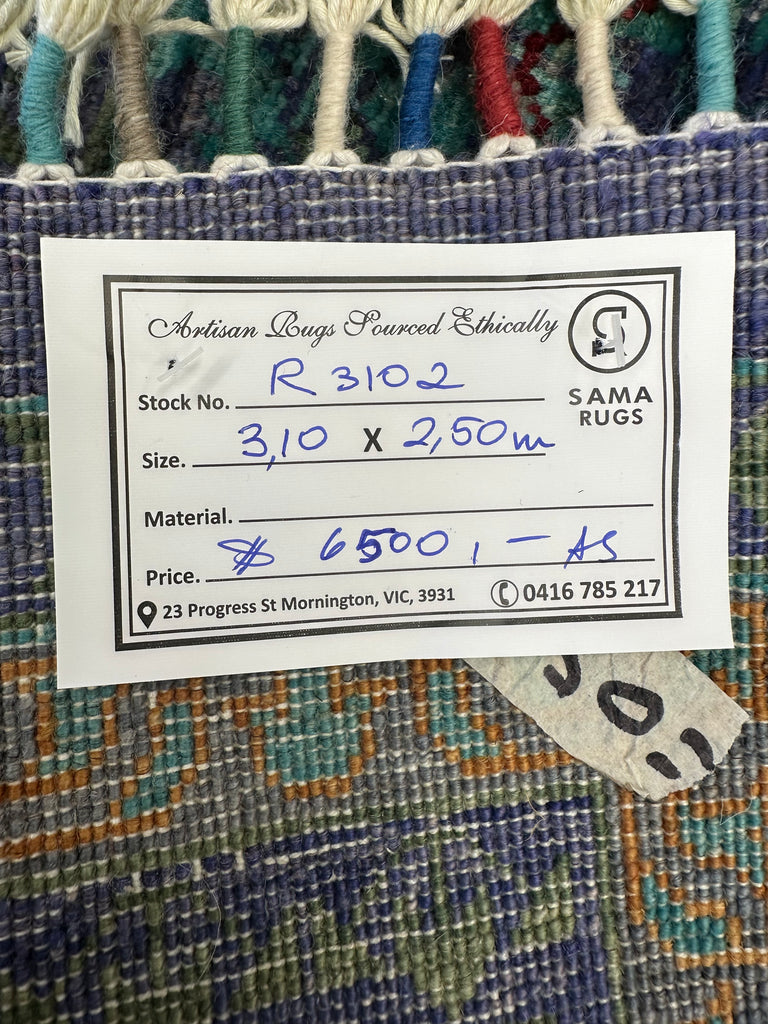 Artisan Rugs Sourced Ethically
SAMA
RUGS
Stock No. R 3102
Size. 3,10 x 2,50m
Material.
Price. $ 6500,- AS
23 Progress St Mornington, VIC, 3931 0416 785 217